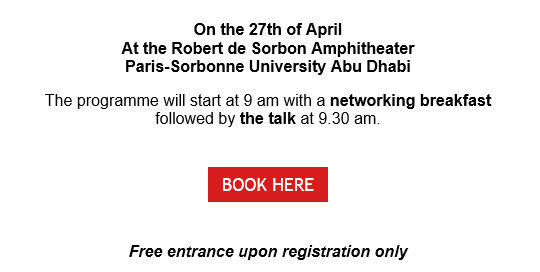 On the 27th of April
At the Robert de Sorbon Amphitheater
Paris-Sorbonne University Abu Dhabi
The programme will start at 9 am with a networking breakfast
followed by the talk at 9.30 am.
BOOK HERE
Free entrance upon registration only